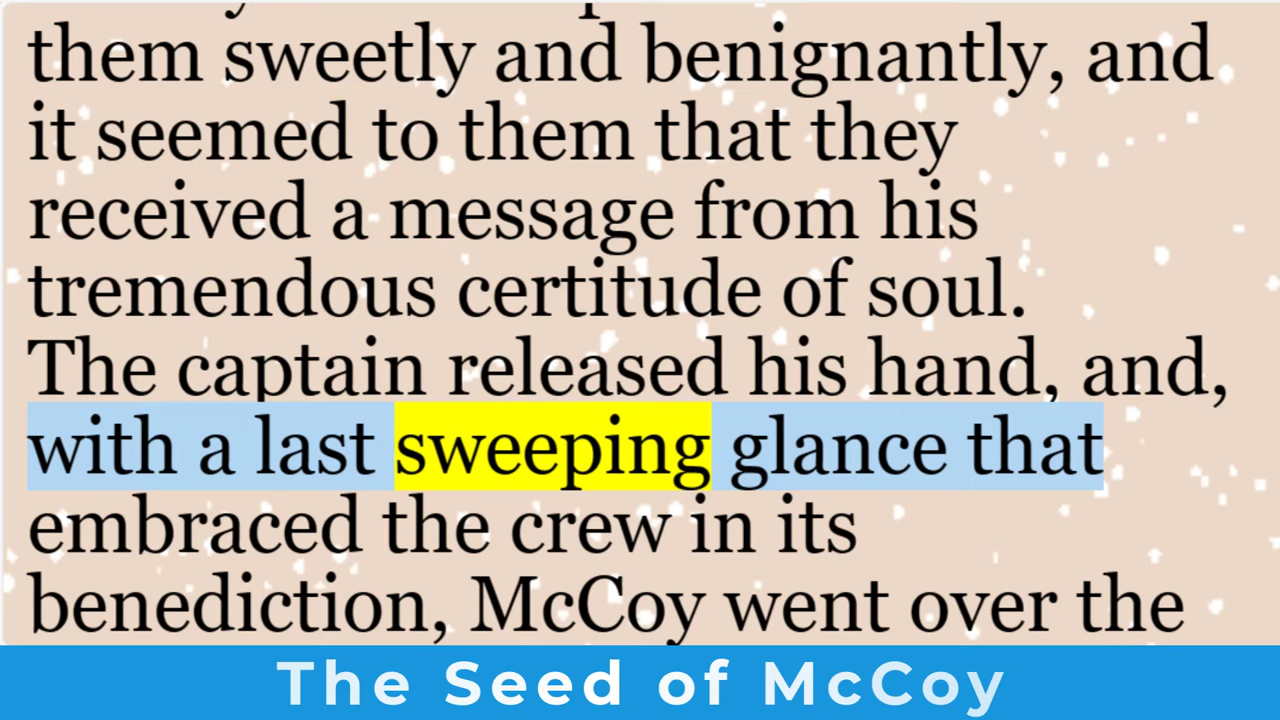 them sweetly and benignantly, and
it seemed to them that they
received a message from his
tremendous certitude of soul.
The captain released his hand, and,
with a last sweeping glance that
embraced the crew in its
benediction, McCoy went over the
The Seed of McCoy